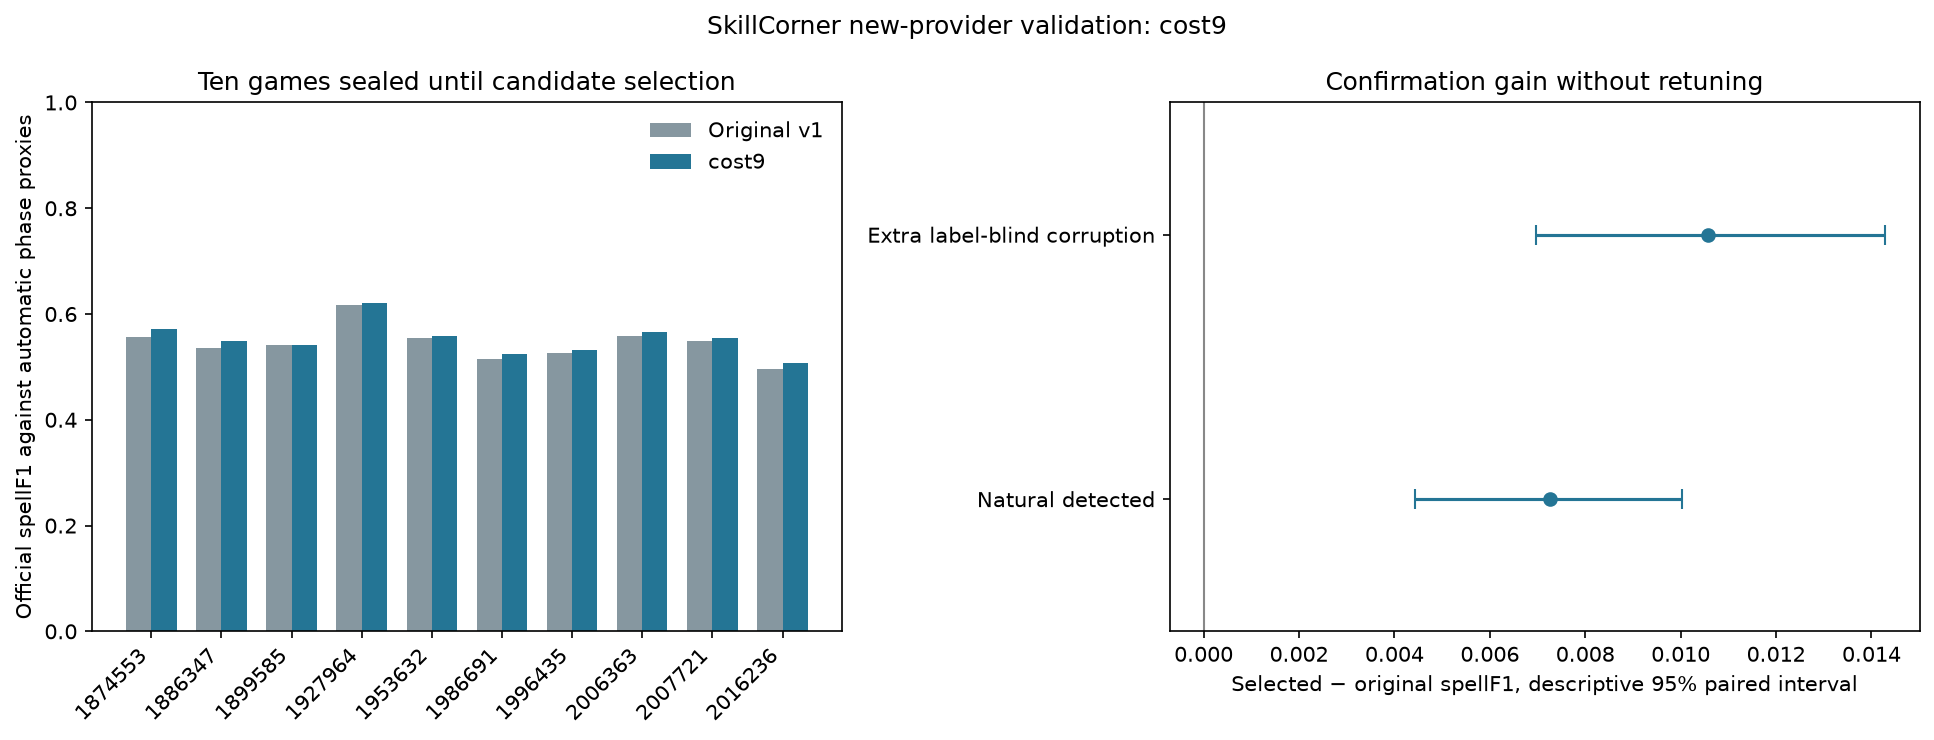 SkillCorner new-provider validation: cost9
Ten games sealed until candidate selection
Official spellF1 against automatic phase proxies
1.0
0.8
0.6
0.4
0.2
0.0
Original v1
cost9
1874553
1886347
1899585
1927964
1953632
1986691
1996435
2006363
2007721
2016236
Confirmation gain without retuning
Extra label-blind corruption
Natural detected
0.000 0.002 0.004 0.006 0.008 0.010 0.012 0.014
Selected − original spellF1, descriptive 95% paired interval